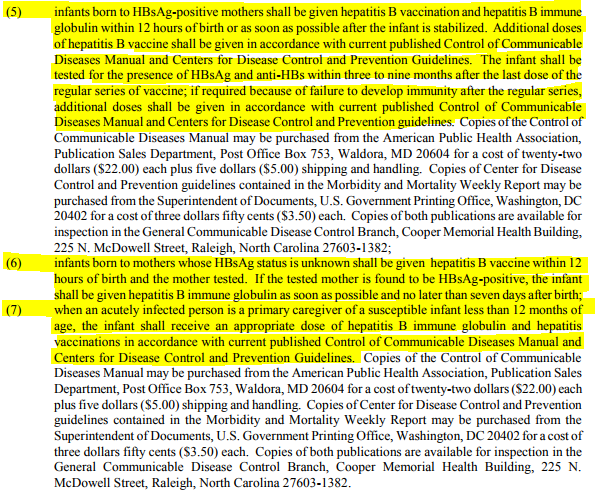 (5) infants born to HBsAg-positive mothers shall be given hepatitis B vaccination and hepatitis B immune
globulin within 12 hours of birth or as soon as possible after the infant is stabilized. Additional doses
of hepatitis B vaccine shall be given in accordance with current published Control of Communicable
Diseases Manual and Centers for Disease Control and Prevention Guidelines. The infant shall be
tested for the presence of HBsAg and anti-HBs within three to nine months after the last dose of the
regular series of vaccine; if required because of failure to develop immunity after the regular series,
additional doses shall be given in accordance with current published Control of Communicable
Diseases Manual and Centers for Disease Control and Prevention guidelines. Copies of the Control of
Communicable Diseases Manual may be purchased from the American Public Health Association,
Publication Sales Department, Post Office Box 753, Waldora, MD 20604 for a cost of twenty-two
dollars ($22.00) each plus five dollars ($5.00) shipping and handling. Copies of Center for Disease
Control and Prevention guidelines contained in the Morbidity and Mortality Weekly Report may be
purchased from the Superintendent of Documents, U.S. Government Printing Office, Washington, DC
20402 for a cost of three dollars fifty cents ($3.50) each. Copies of both publications are available for
inspection in the General Communicable Disease Control Branch, Cooper Memorial Health Building,
225 N. McDowell Street, Raleigh, North Carolina 27603-1382;
(6) infants born to mothers whose HBsAg status is unknown shall be given hepatitis B vaccine within 12
hours of birth and the mother tested. If the tested mother is found to be HBsAg-positive, the infant
shall be given hepatitis B immune globulin as soon as possible and no later than seven days after birth;
(7) when an acutely infected person is a primary caregiver of a susceptible infant less than 12 months of
age, the infant shall receive an appropriate dose of hepatitis B immune globulin and hepatitis
vaccinations in accordance with current published Control of Communicable Diseases Manual and
Centers for Disease Control and Prevention Guidelines. Copies of the Control of Communicable
Diseases Manual may be purchased from the American Public Health Association, Publication Sales
Department, Post Office Box 753, Waldora, MD 20604 for a cost of twenty-two dollars ($22.00) each
plus five dollars ($5.00) shipping and handling. Copies of Center for Disease Control and Prevention
guidelines contained in the Morbidity and Mortality Weekly Report may be purchased from the
Superintendent of Documents, U.S. Government Printing Office, Washington, DC 20402 for a cost of
three dollars fifty cents ($3.50) each. Copies of both publications are available for inspection in the
General Communicable Disease Control Branch, Cooper Memorial Health Building, 225 N.
McDowell Street, Raleigh, North Carolina 27603-1382.